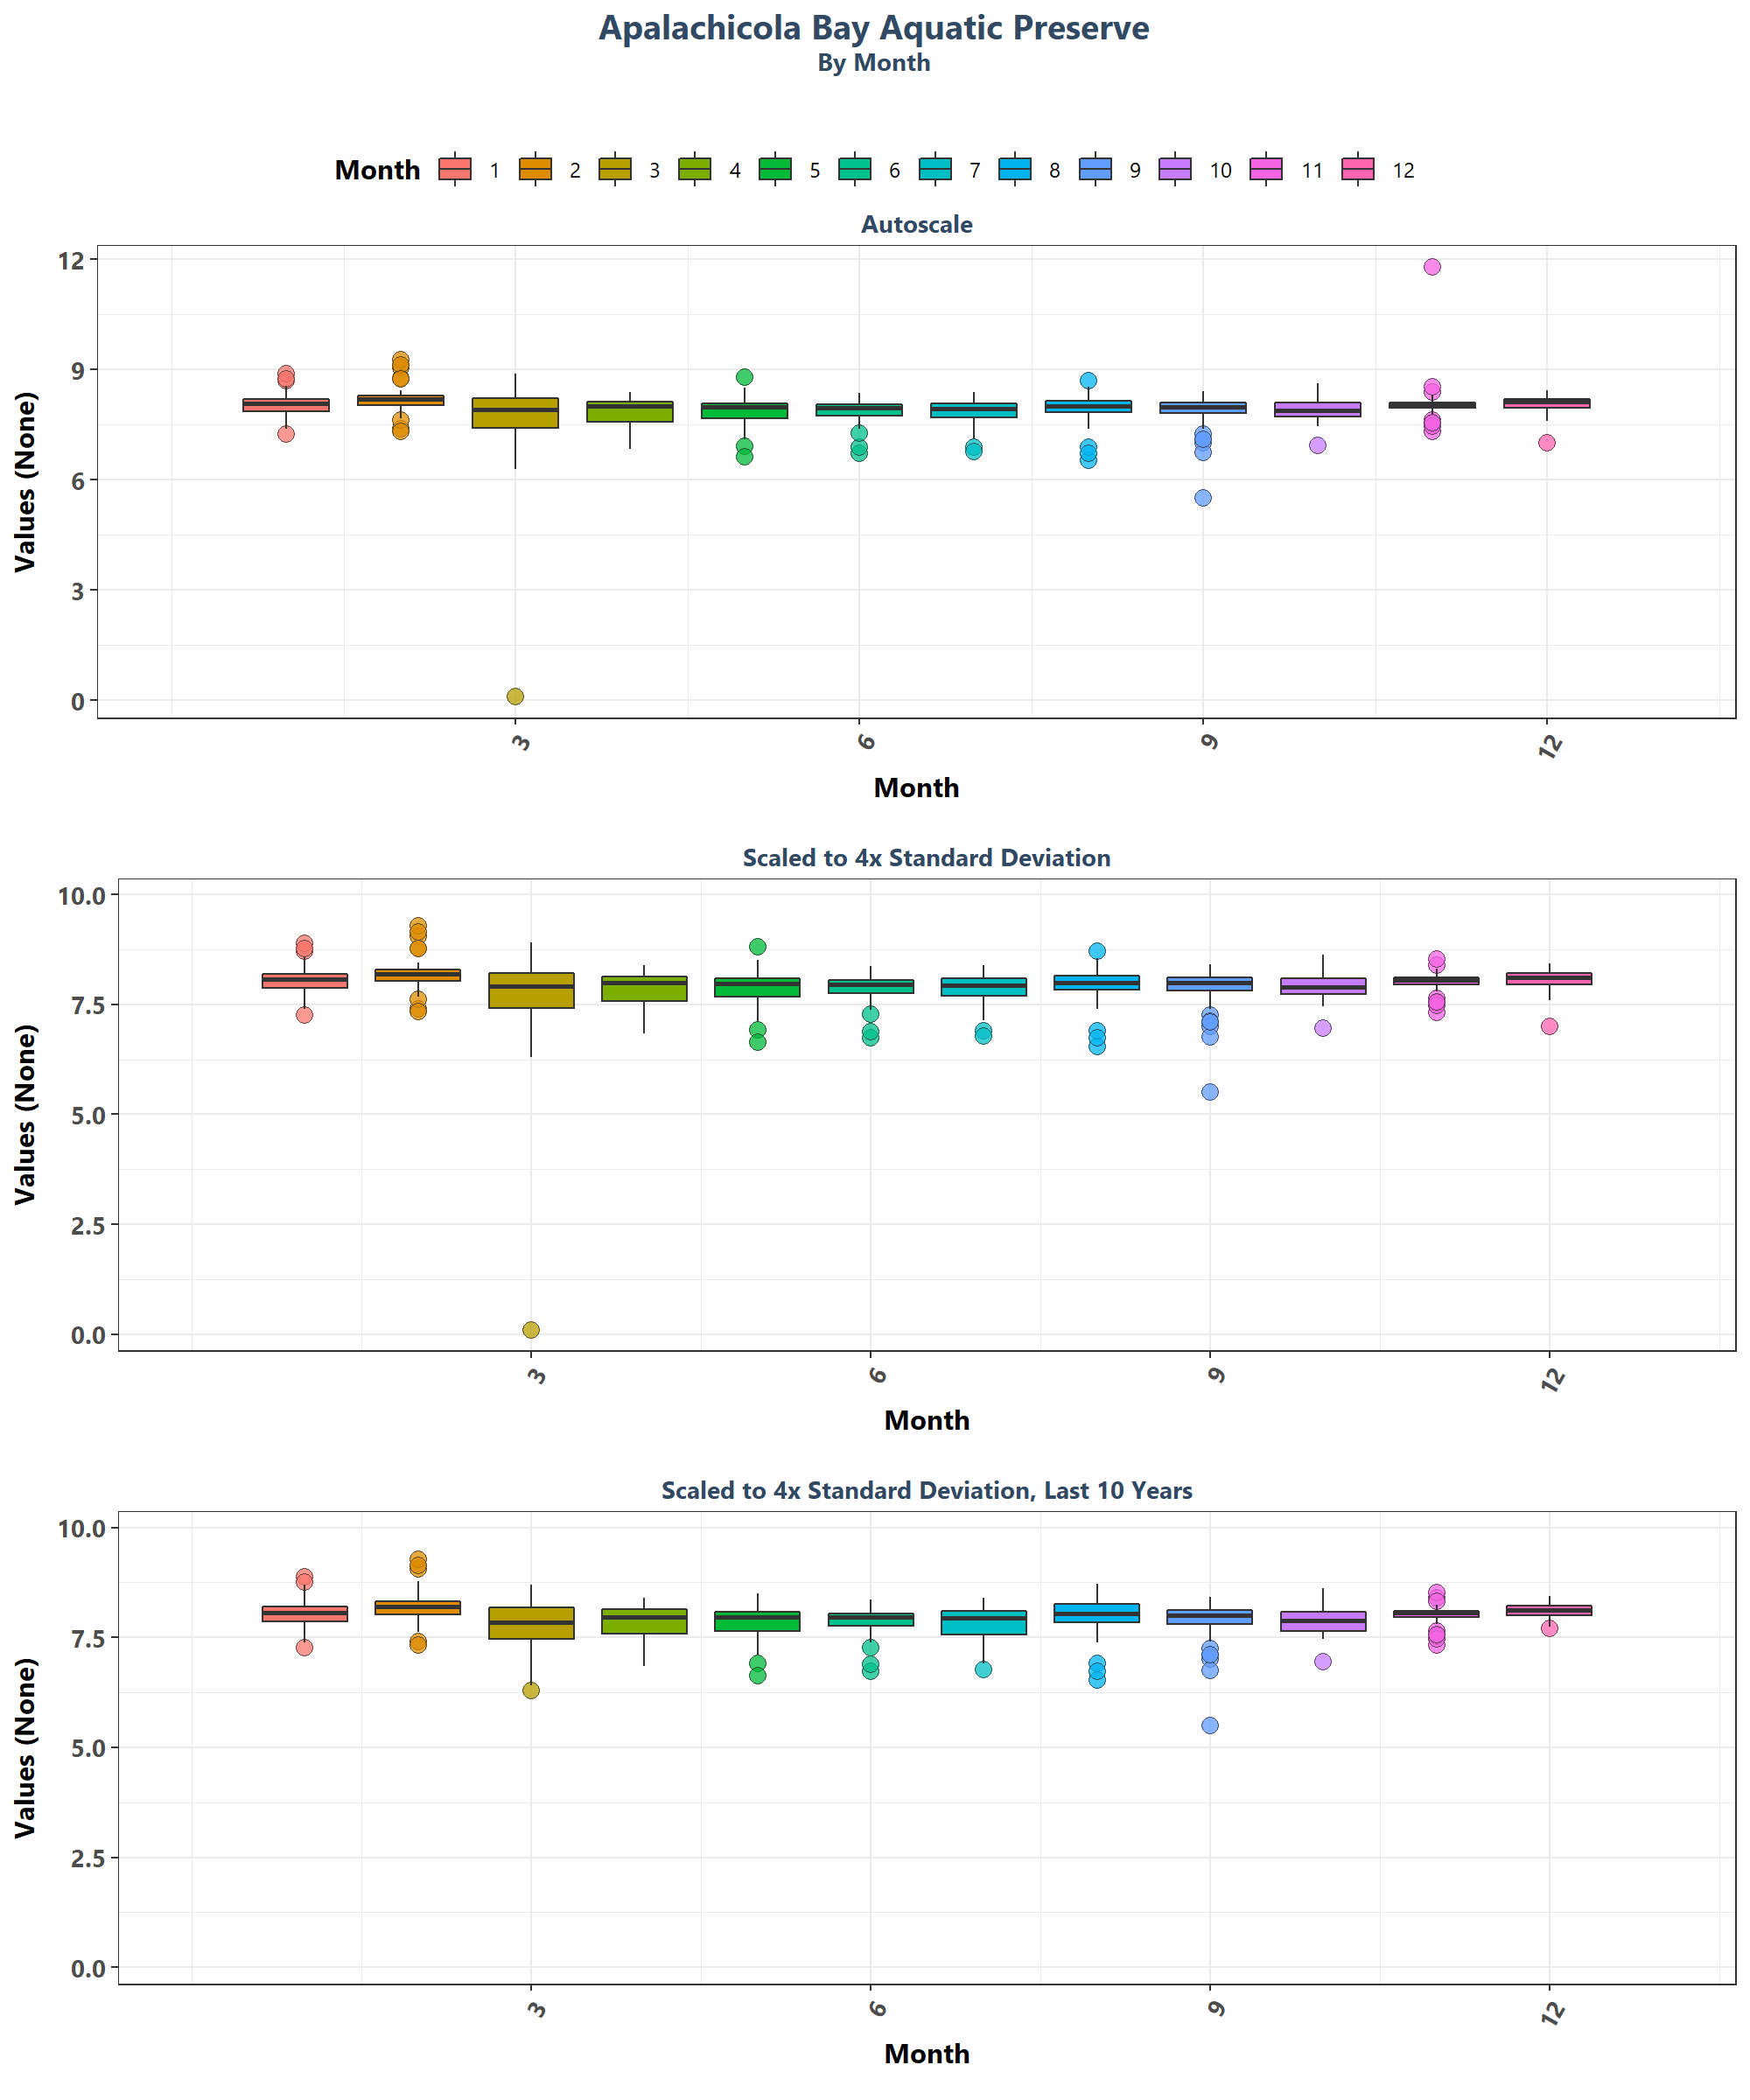 Apalachicola Bay Aquatic Preserve
By Month
Month 1 2 3 4 5 6 7 8 9 10 11 12
Autoscale
Values (None)
12
9
6
3
0
3 6 9 12
Month
Scaled to 4x Standard Deviation
Values (None)
10.0
7.5
5.0
2.5
0.0
3 6 9 12
Month
Scaled to 4x Standard Deviation, Last 10 Years
Values (None)
10.0
7.5
5.0
2.5
0.0
3 6 9 12
Month